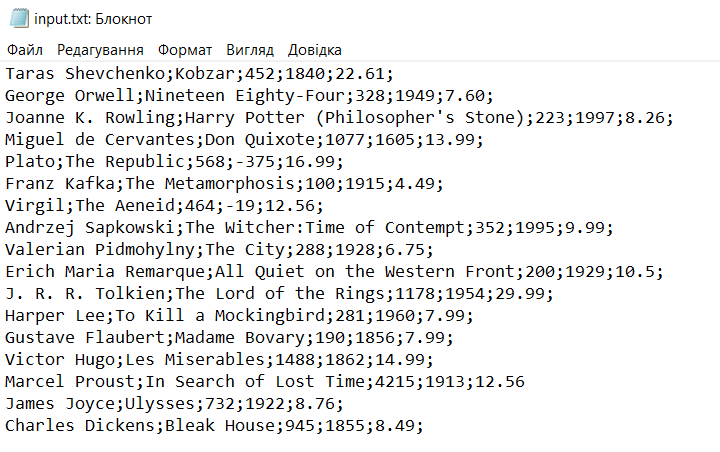 input.txt: Блокнот
Файл Редагування Формат Вигляд Довідка
Taras Shevchenko;Kobzar;452;1840;22.61;
George Orwell;Nineteen Eighty-Four;328;1949;7.60;
Joanne K. Rowling;Harry Potter (Philosopher's Stone);223;1997;8.26;
Miguel de Cervantes;Don Quixote;1077;1605;13.99;
Plato;The Republic;568;-375;16.99;
Franz Kafka;The Metamorphosis;100;1915;4.49;
Virgil;The Aeneid;464;-19;12.56;
Andrzej Sapkowski;The Witcher:Time of Contempt;352;1995;9.99;
Valerian Pidmohylny;The City;288;1928;6.75;
Erich Maria Remarque;All Quiet on the Western Front;200;1929;10.5;
J. R. R. Tolkien;The Lord of the Rings;1178;1954;29.99;
Harper Lee;To Kill a Mockingbird;281;1960;7.99;
Gustave Flaubert;Madame Bovary;190;1856;7.99;
Victor Hugo;Les Miserables;1488;1862;14.99;
Marcel Proust;In Search of Lost Time;4215;1913;12.56
James Joyce;Ulysses;732;1922;8.76;
Charles Dickens;Bleak House;945;1855;8.49;